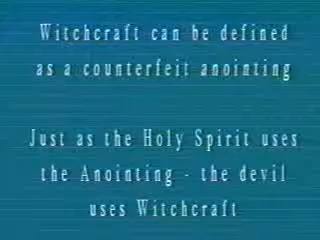 Witchcraft can be defined
as a counterfeit anointing
Just as the Holy Spirit uses
the Anointing - the devil
uses Witchcraft